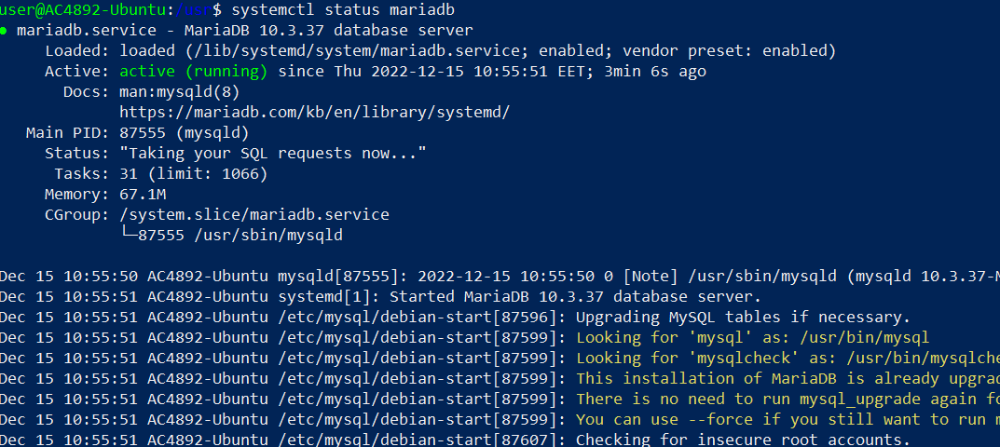 user@AC4892-Ubuntu:/usr$ systemctl status mariadb
● mariadb.service - MariaDB 10.3.37 database server
Loaded: loaded (/lib/systemd/system/mariadb.service; enabled; vendor preset: enabled)
Active: active (running) since Thu 2022-12-15 10:55:51 EET; 3min 6s ago
Docs: man:mysqld(8)
https://mariadb.com/kb/en/library/systemd/
Main PID: 87555 (mysqld)
Status: "Taking your SQL requests now..."
Tasks: 31 (limit: 1066)
Memory: 67.1M
CGroup: /system.slice/mariadb.service
└─87555 /usr/sbin/mysqld
Dec 15 10:55:50 AC4892-Ubuntu mysqld[87555]: 2022-12-15 10:55:50 0 [Note] /usr/sbin/mysqld (mysqld 10.3.37-M
Dec 15 10:55:51 AC4892-Ubuntu systemd[1]: Started MariaDB 10.3.37 database server.
Dec 15 10:55:51 AC4892-Ubuntu /etc/mysql/debian-start[87596]: Upgrading MySQL tables if necessary.
Dec 15 10:55:51 AC4892-Ubuntu /etc/mysql/debian-start[87599]: Looking for 'mysql' as: /usr/bin/mysql
Dec 15 10:55:51 AC4892-Ubuntu /etc/mysql/debian-start[87599]: Looking for 'mysqlcheck' as: /usr/bin/mysqlche
Dec 15 10:55:51 AC4892-Ubuntu /etc/mysql/debian-start[87599]: This installation of MariaDB is already upgrad
Dec 15 10:55:51 AC4892-Ubuntu /etc/mysql/debian-start[87599]: There is no need to run mysql_upgrade again fo
Dec 15 10:55:51 AC4892-Ubuntu /etc/mysql/debian-start[87599]: You can use --force if you still want to run m
Dec 15 10:55:51 AC4892-Ubuntu /etc/mysql/debian-start[87607]: Checking for insecure root accounts.